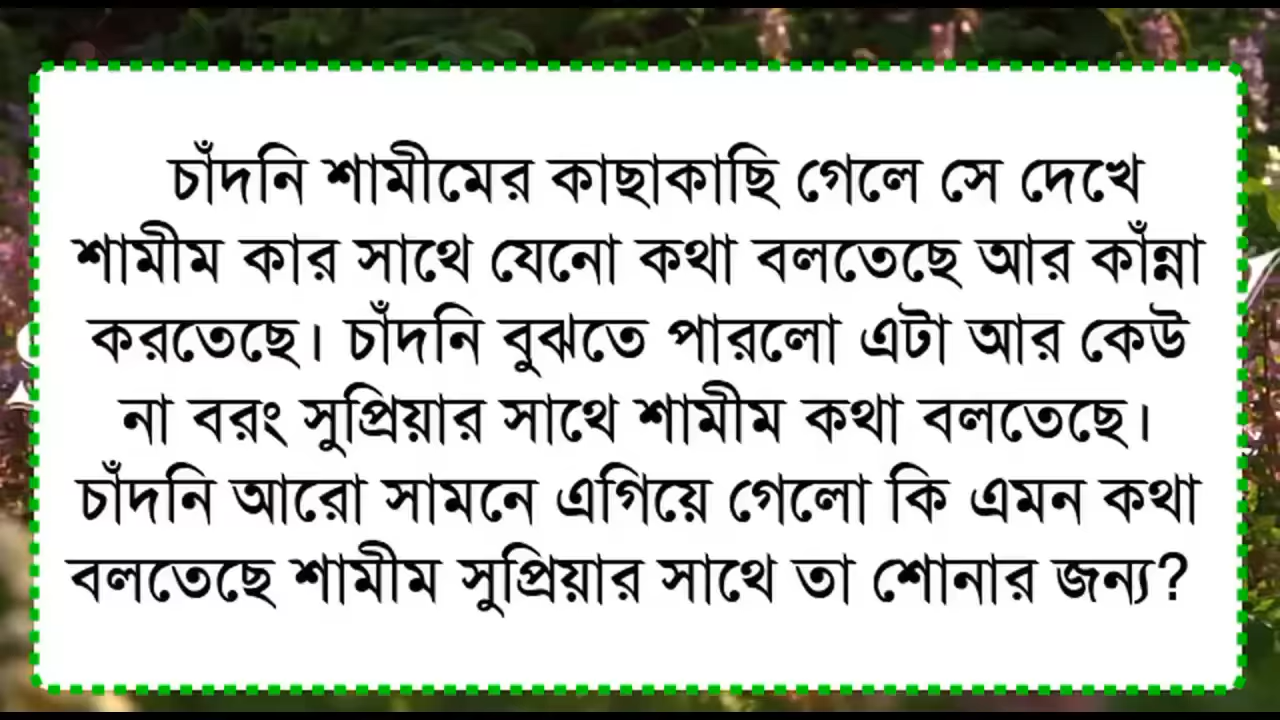 চাঁদনি শামীমের কাছাকাছি গেলে সে দেখে
শামীম কার সাথে যেনো কথা বলতেছে আর কাঁন্না
করতেছে। চাঁদনি বুঝতে পারলো এটা আর কেউ
না বরং সুপ্রিয়ার সাথে শামীম কথা বলতেছে।
চাঁদনি আরো সামনে এগিয়ে গেলো কি এমন কথা
বলতেছে শামীম সুপ্রিয়ার সাথে তা শোনার জন্য?